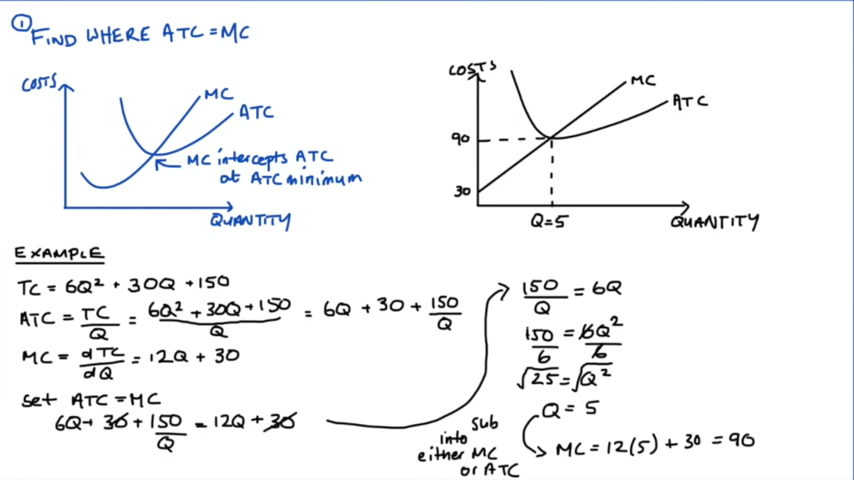 ① FIND WHERE ATC = MC
COSTS
MC
ATC
MC intercepts ATC
at ATC minimum
QUANTITY
COSTS
MC
ATC
90
30
Q=5
QUANTITY
EXAMPLE
TC = 6Q² + 30Q + 150
ATC = TC/Q = (6Q² + 30Q + 150)/Q = 6Q + 30 + 150/Q
MC = dTC/dQ = 12Q + 30
Set ATC = MC
6Q + 30 + 150/Q = 12Q + 30
150/Q = 6Q
150/6 = 6Q²/6
√25 = √Q²
Q = 5
sub
into
either MC
or ATC
MC = 12(5) + 30 = 90